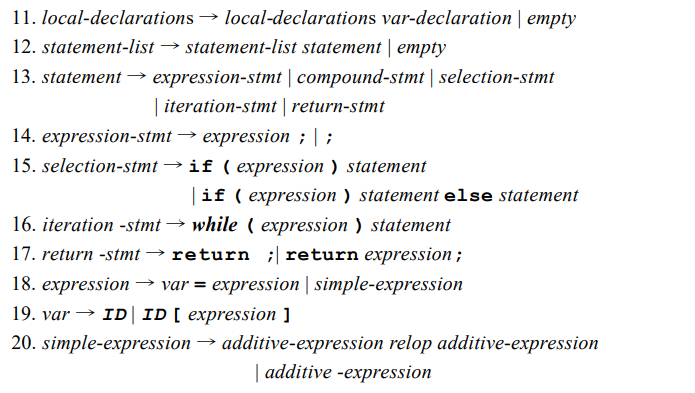 11. local-declarations → local-declarations var-declaration | empty
12. statement-list → statement-list statement | empty
13. statement → expression-stmt | compound-stmt | selection-stmt
| iteration-stmt | return-stmt
14. expression-stmt → expression ; | ;
15. selection-stmt → if ( expression ) statement
| if ( expression ) statement else statement
16. iteration -stmt → while ( expression ) statement
17. return -stmt → return ;| return expression;
18. expression → var = expression | simple-expression
19. var → ID| ID [ expression ]
20. simple-expression → additive-expression relop additive-expression
| additive -expression